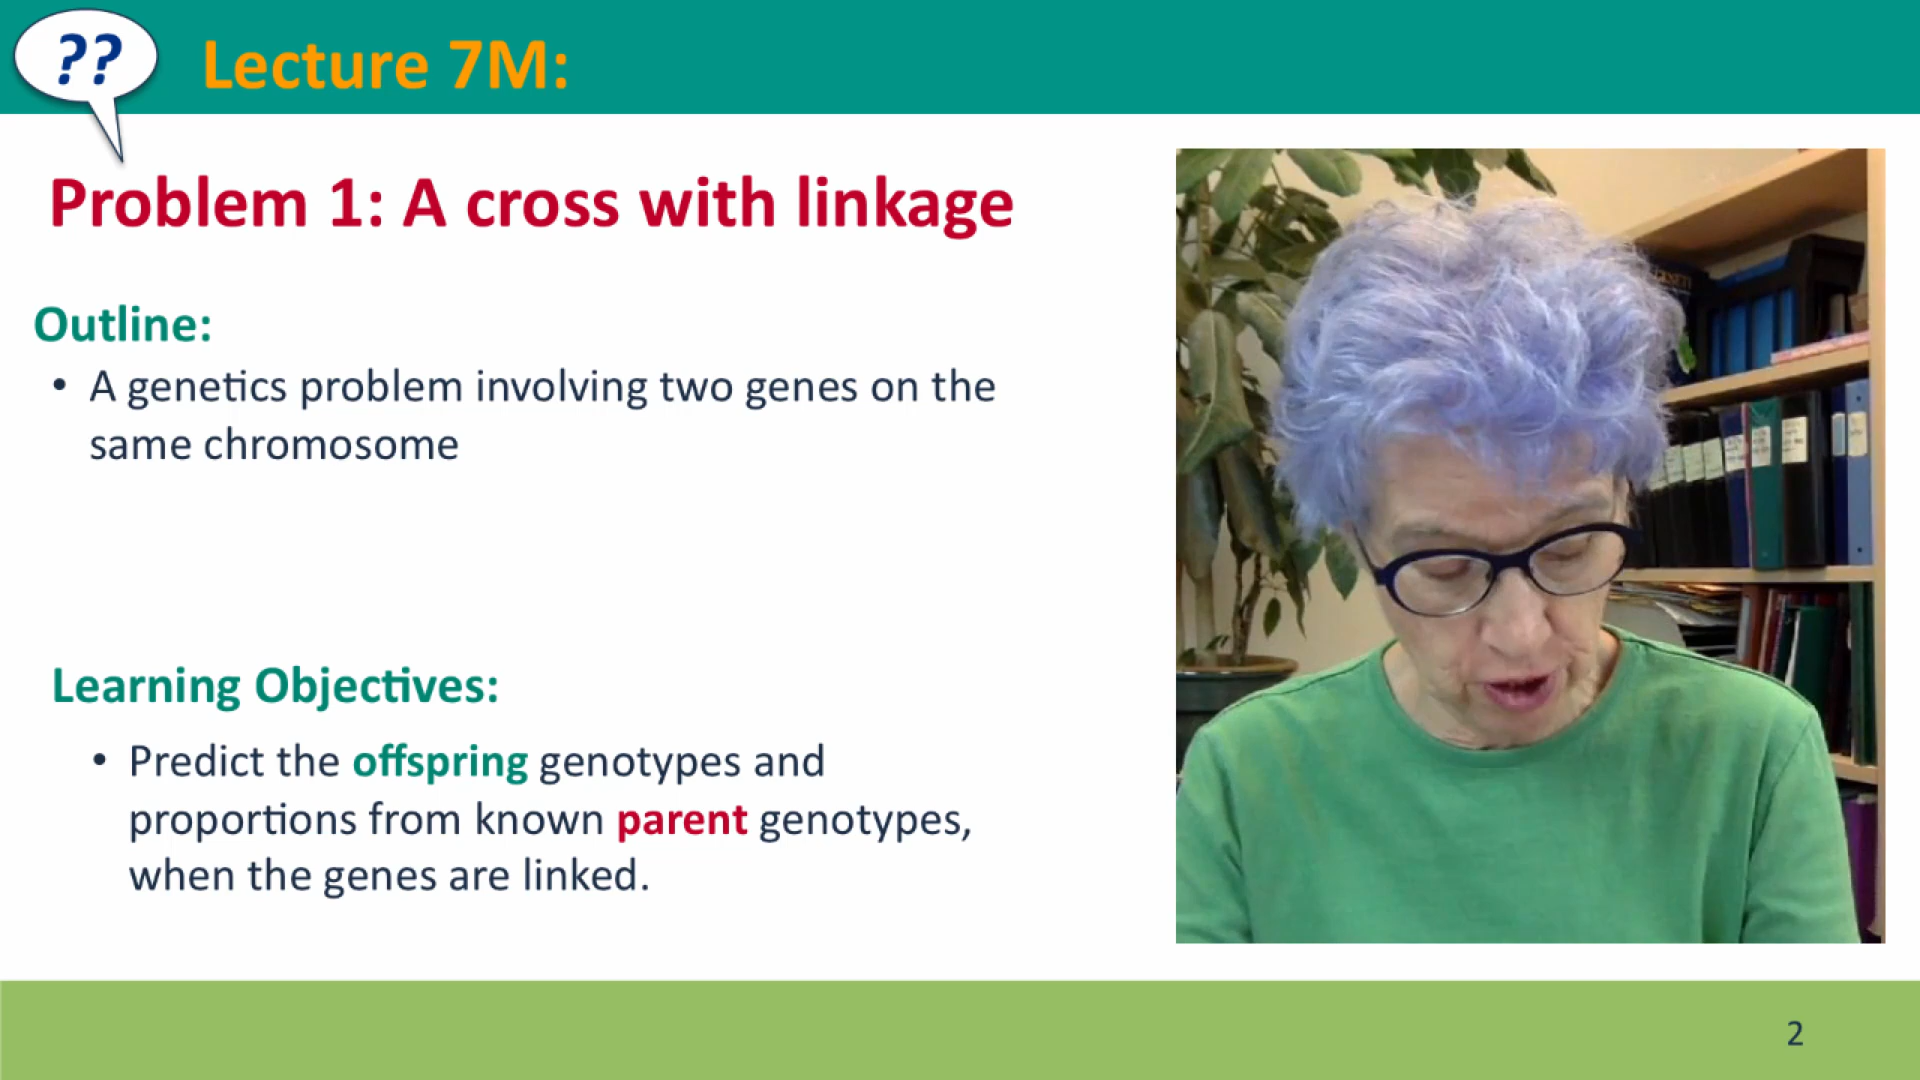 ??
Lecture 7M:
Problem 1: A cross with linkage
Outline:
• A genetics problem involving two genes on the
same chromosome
Learning Objectives:
• Predict the offspring genotypes and
proportions from known parent genotypes,
when the genes are linked.
2